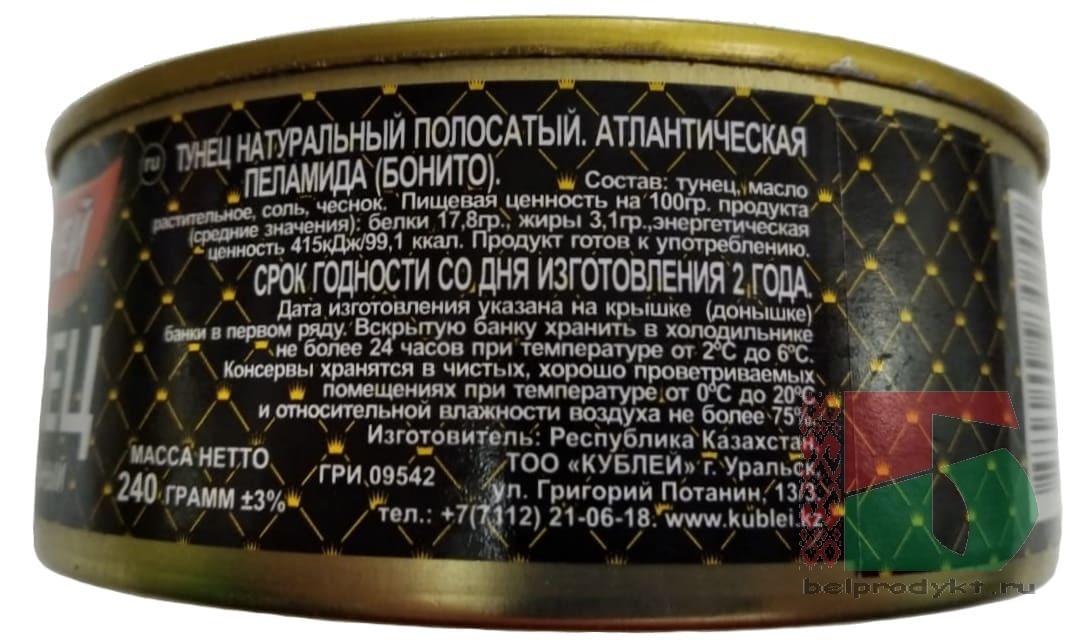 ru
ТУНЕЦ НАТУРАЛЬНЫЙ ПОЛОСАТЫЙ. АТЛАНТИЧЕСКАЯ
ПЕЛАМИДА (БОНИТО).
Состав: тунец, масло
растительное, соль, чеснок. Пищевая ценность на 100гр. продукта
(средние значения): белки 17,8гр., жиры 3,1гр.,энергетическая
ценность 415кДж/99,1 ккал. Продукт готов к употреблению.
СРОК ГОДНОСТИ СО ДНЯ ИЗГОТОВЛЕНИЯ 2 ГОДА.
Дата изготовления указана на крышке (донышке)
банки в первом ряду. Вскрытую банку хранить в холодильнике
не более 24 часов при температуре от 2ºС до 6ºС.
Консервы хранятся в чистых, хорошо проветриваемых
помещениях при температуре от 0ºС до 20ºС
и относительной влажности воздуха не более 75%.
Изготовитель: Республика Казахстан,
ТОО «КУБЛЕЙ» г. Уральск,
ул. Григорий Потанин, 13/3.
тел.: +7(7112) 21-06-18. www.kublei.kz
МАССА НЕТТО
240 ГРАММ ±3%
ГРИ 09542
belprodykt.ru